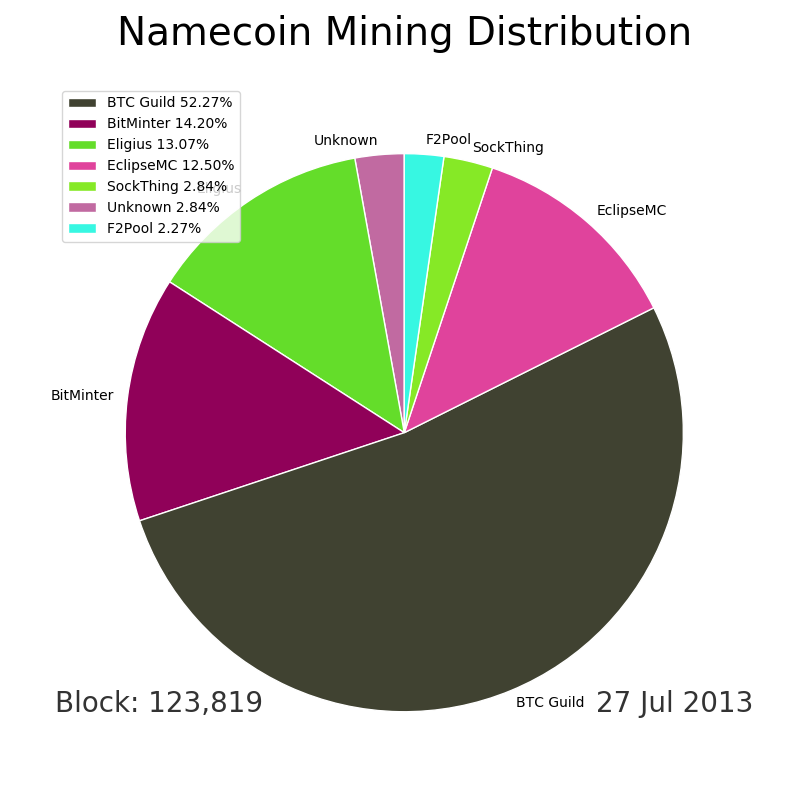 Namecoin Mining Distribution
BTC Guild 52.27%
BitMinter 14.20%
Eligius 13.07%
EclipseMC 12.50%
SockThing 2.84%
Unknown 2.84%
F2Pool 2.27%
Unknown
F2Pool
SockThing
Eligius
EclipseMC
BitMinter
BTC Guild
Block: 123,819
27 Jul 2013